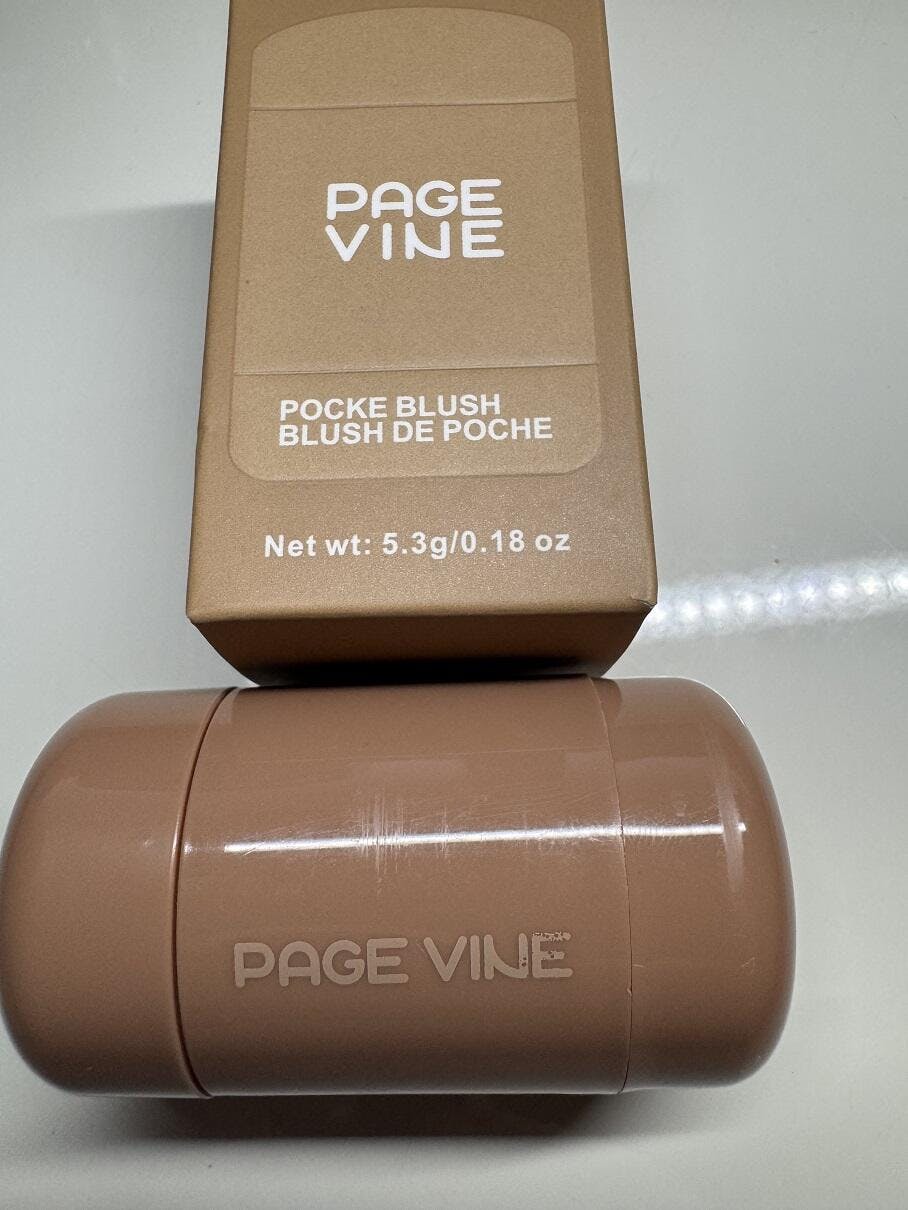 PAGE
VINE
POCKE BLUSH
BLUSH DE POCHE
Net wt: 5.3g/0.18 oz
PAGE VINE